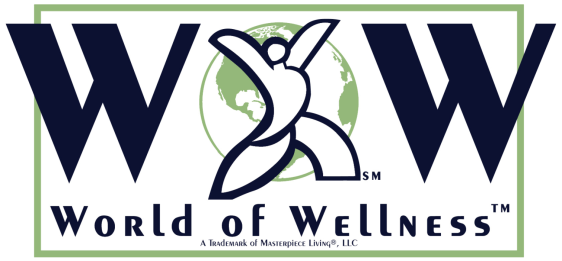 W W
SM
World of Wellness™
A Trademark of Masterpiece Living®, LLC